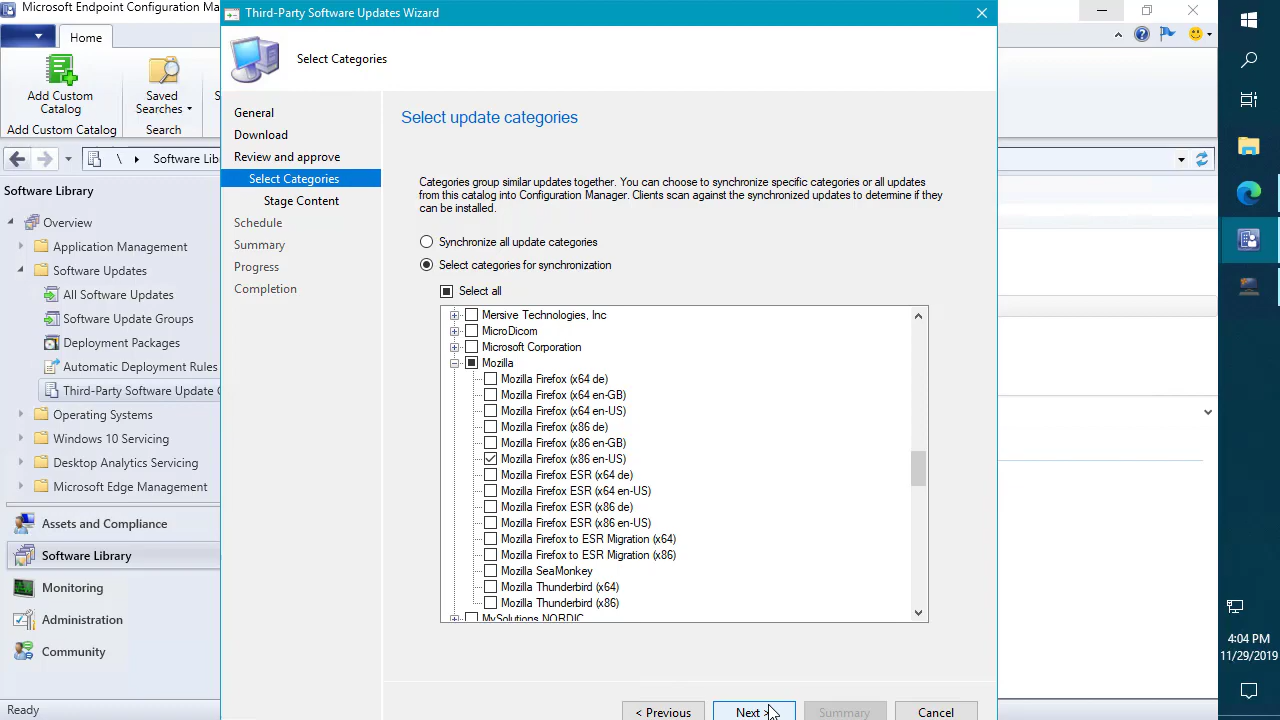 Microsoft Endpoint Configuration Ma
Third-Party Software Updates Wizard
Home
Add Custom
Catalog
Saved
Searches
S
Add Custom Catalog
Search
\ Software Lib
Software Library
Overview
Application Management
Software Updates
All Software Updates
Software Update Groups
Deployment Packages
Automatic Deployment Rules
Third-Party Software Update C
Operating Systems
Windows 10 Servicing
Desktop Analytics Servicing
Microsoft Edge Management
Assets and Compliance
Software Library
Monitoring
Administration
Community
Ready
Select Categories
General
Download
Review and approve
Select Categories
Stage Content
Schedule
Summary
Progress
Completion
Select update categories
Categories group similar updates together. You can choose to synchronize specific categories or all updates
from this catalog into Configuration Manager. Clients scan against the synchronized updates to determine if they
can be installed.
Synchronize all update categories
Select categories for synchronization
Select all
Mersive Technologies, Inc
MicroDicom
Microsoft Corporation
Mozilla
Mozilla Firefox (x64 de)
Mozilla Firefox (x64 en-GB)
Mozilla Firefox (x64 en-US)
Mozilla Firefox (x86 de)
Mozilla Firefox (x86 en-GB)
Mozilla Firefox (x86 en-US)
Mozilla Firefox ESR (x64 de)
Mozilla Firefox ESR (x64 en-US)
Mozilla Firefox ESR (x86 de)
Mozilla Firefox ESR (x86 en-US)
Mozilla Firefox to ESR Migration (x64)
Mozilla Firefox to ESR Migration (x86)
Mozilla SeaMonkey
Mozilla Thunderbird (x64)
Mozilla Thunderbird (x86)
MySolutions NORDIC
< Previous
Next >
Summary
Cancel
4:04 PM
11/29/2019